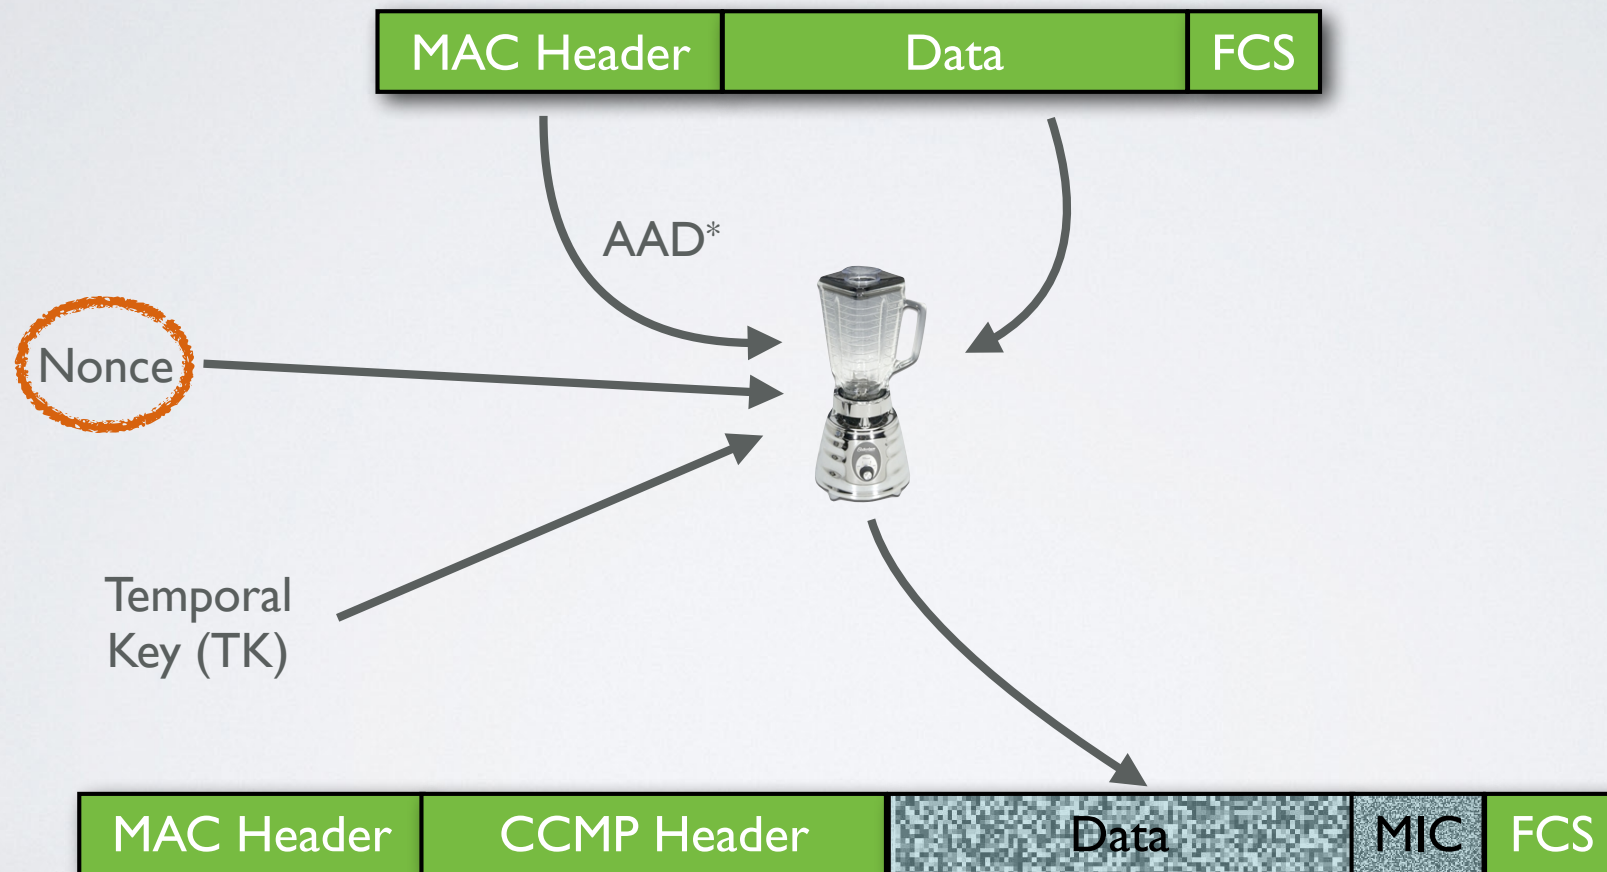 MAC Header Data FCS
AAD*
Nonce
Temporal
Key (TK)
MAC Header CCMP Header Data MIC FCS